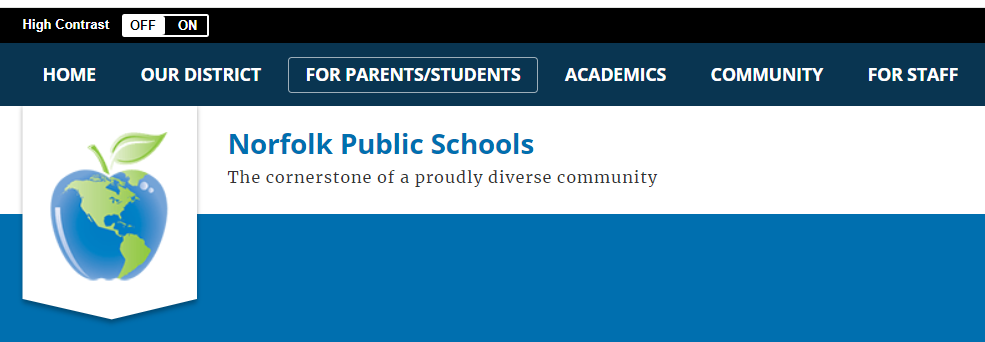 High Contrast OFF ON
HOME OUR DISTRICT FOR PARENTS/STUDENTS ACADEMICS COMMUNITY FOR STAFF
Norfolk Public Schools
The cornerstone of a proudly diverse community